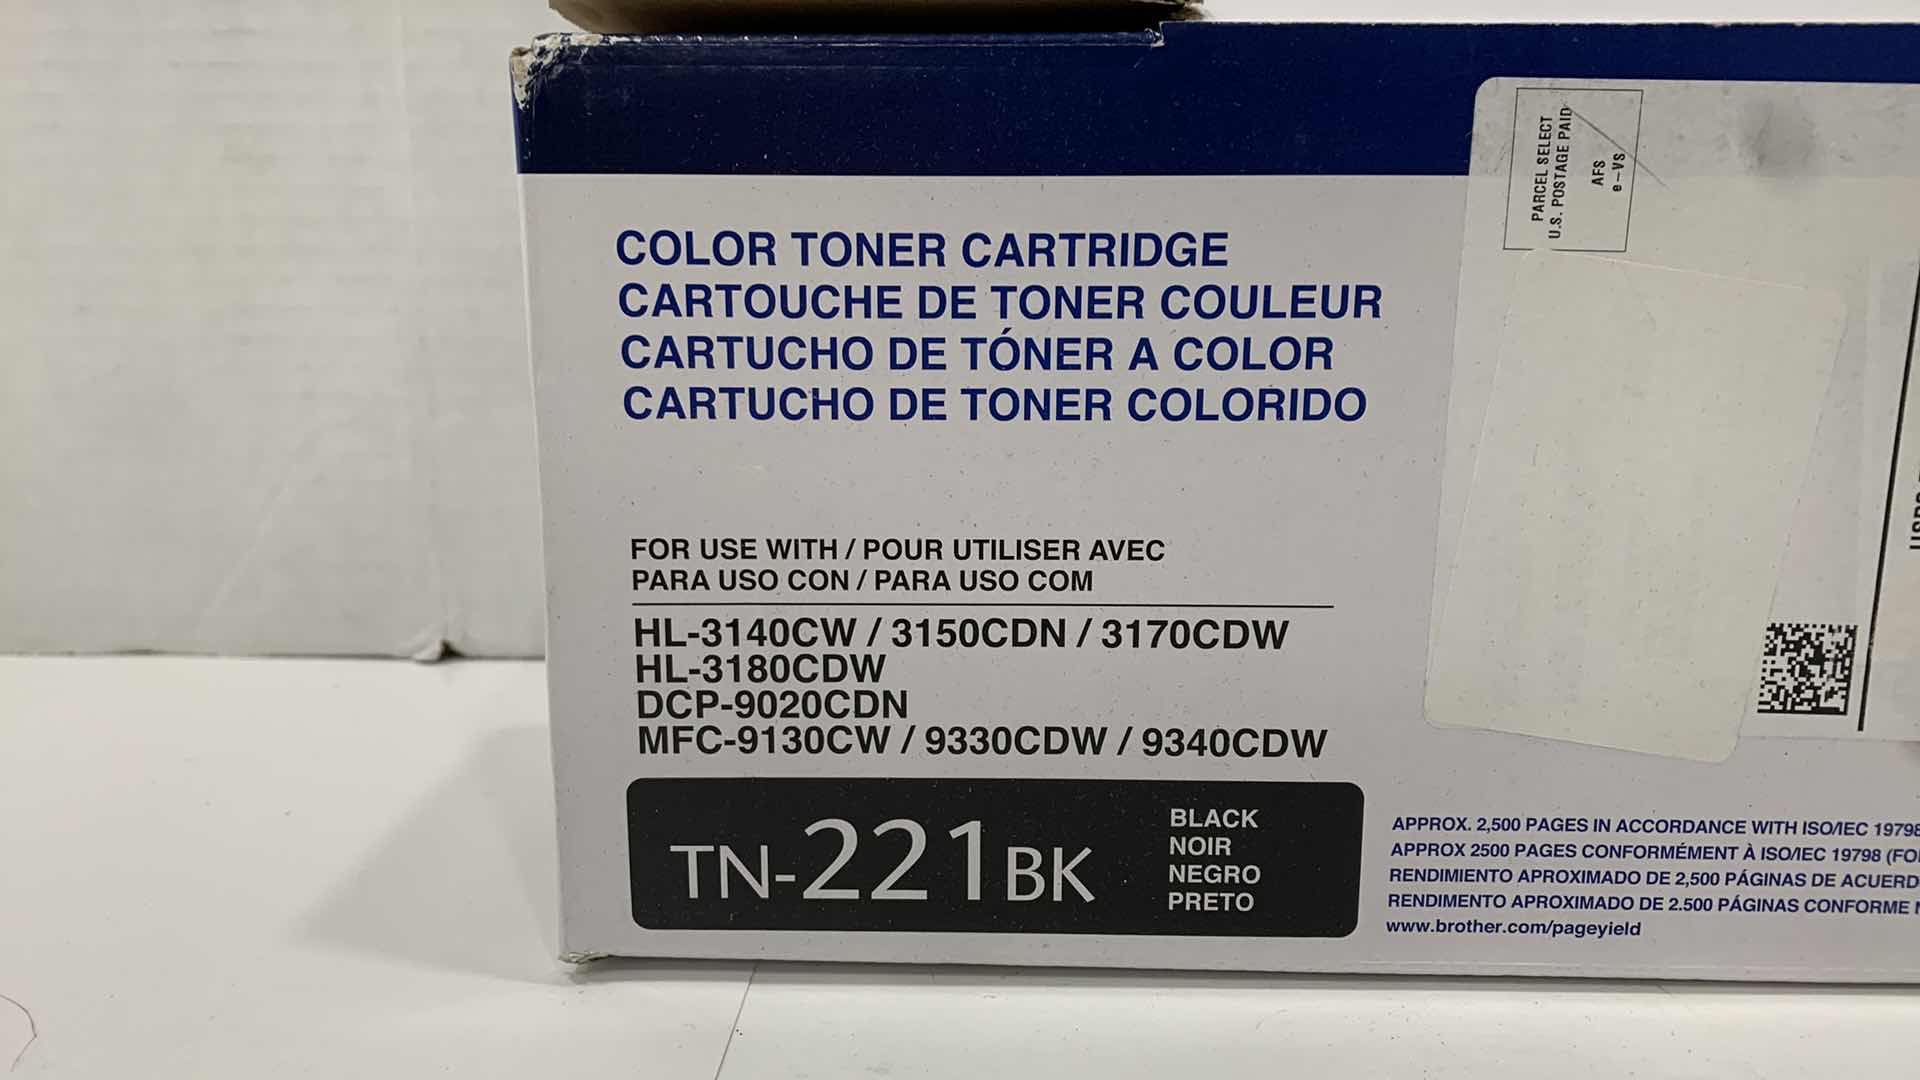 COLOR TONER CARTRIDGE
CARTOUCHE DE TONER COULEUR
CARTUCHO DE TÓNER A COLOR
CARTUCHO DE TONER COLORIDO
FOR USE WITH / POUR UTILISER AVEC
PARA USO CON / PARA USO COM
HL-3140CW / 3150CDN / 3170CDW
HL-3180CDW
DCP-9020CDN
MFC-9130CW / 9330CDW / 9340CDW
TN-221BK
BLACK
NOIR
NEGRO
PRETO
APPROX. 2,500 PAGES IN ACCORDANCE WITH ISO/IEC 19798
APPROX 2500 PAGES CONFORMÉMENT À ISO/IEC 19798
RENDIMIENTO APROXIMADO DE 2,500 PÁGINAS DE
RENDIMENTO APROXIMADO DE 2.500 PÁGINAS CONFORME
www.brother.com/pageyield
PARCEL SELECT
U.S. POSTAGE PAID
AFS
e-VS